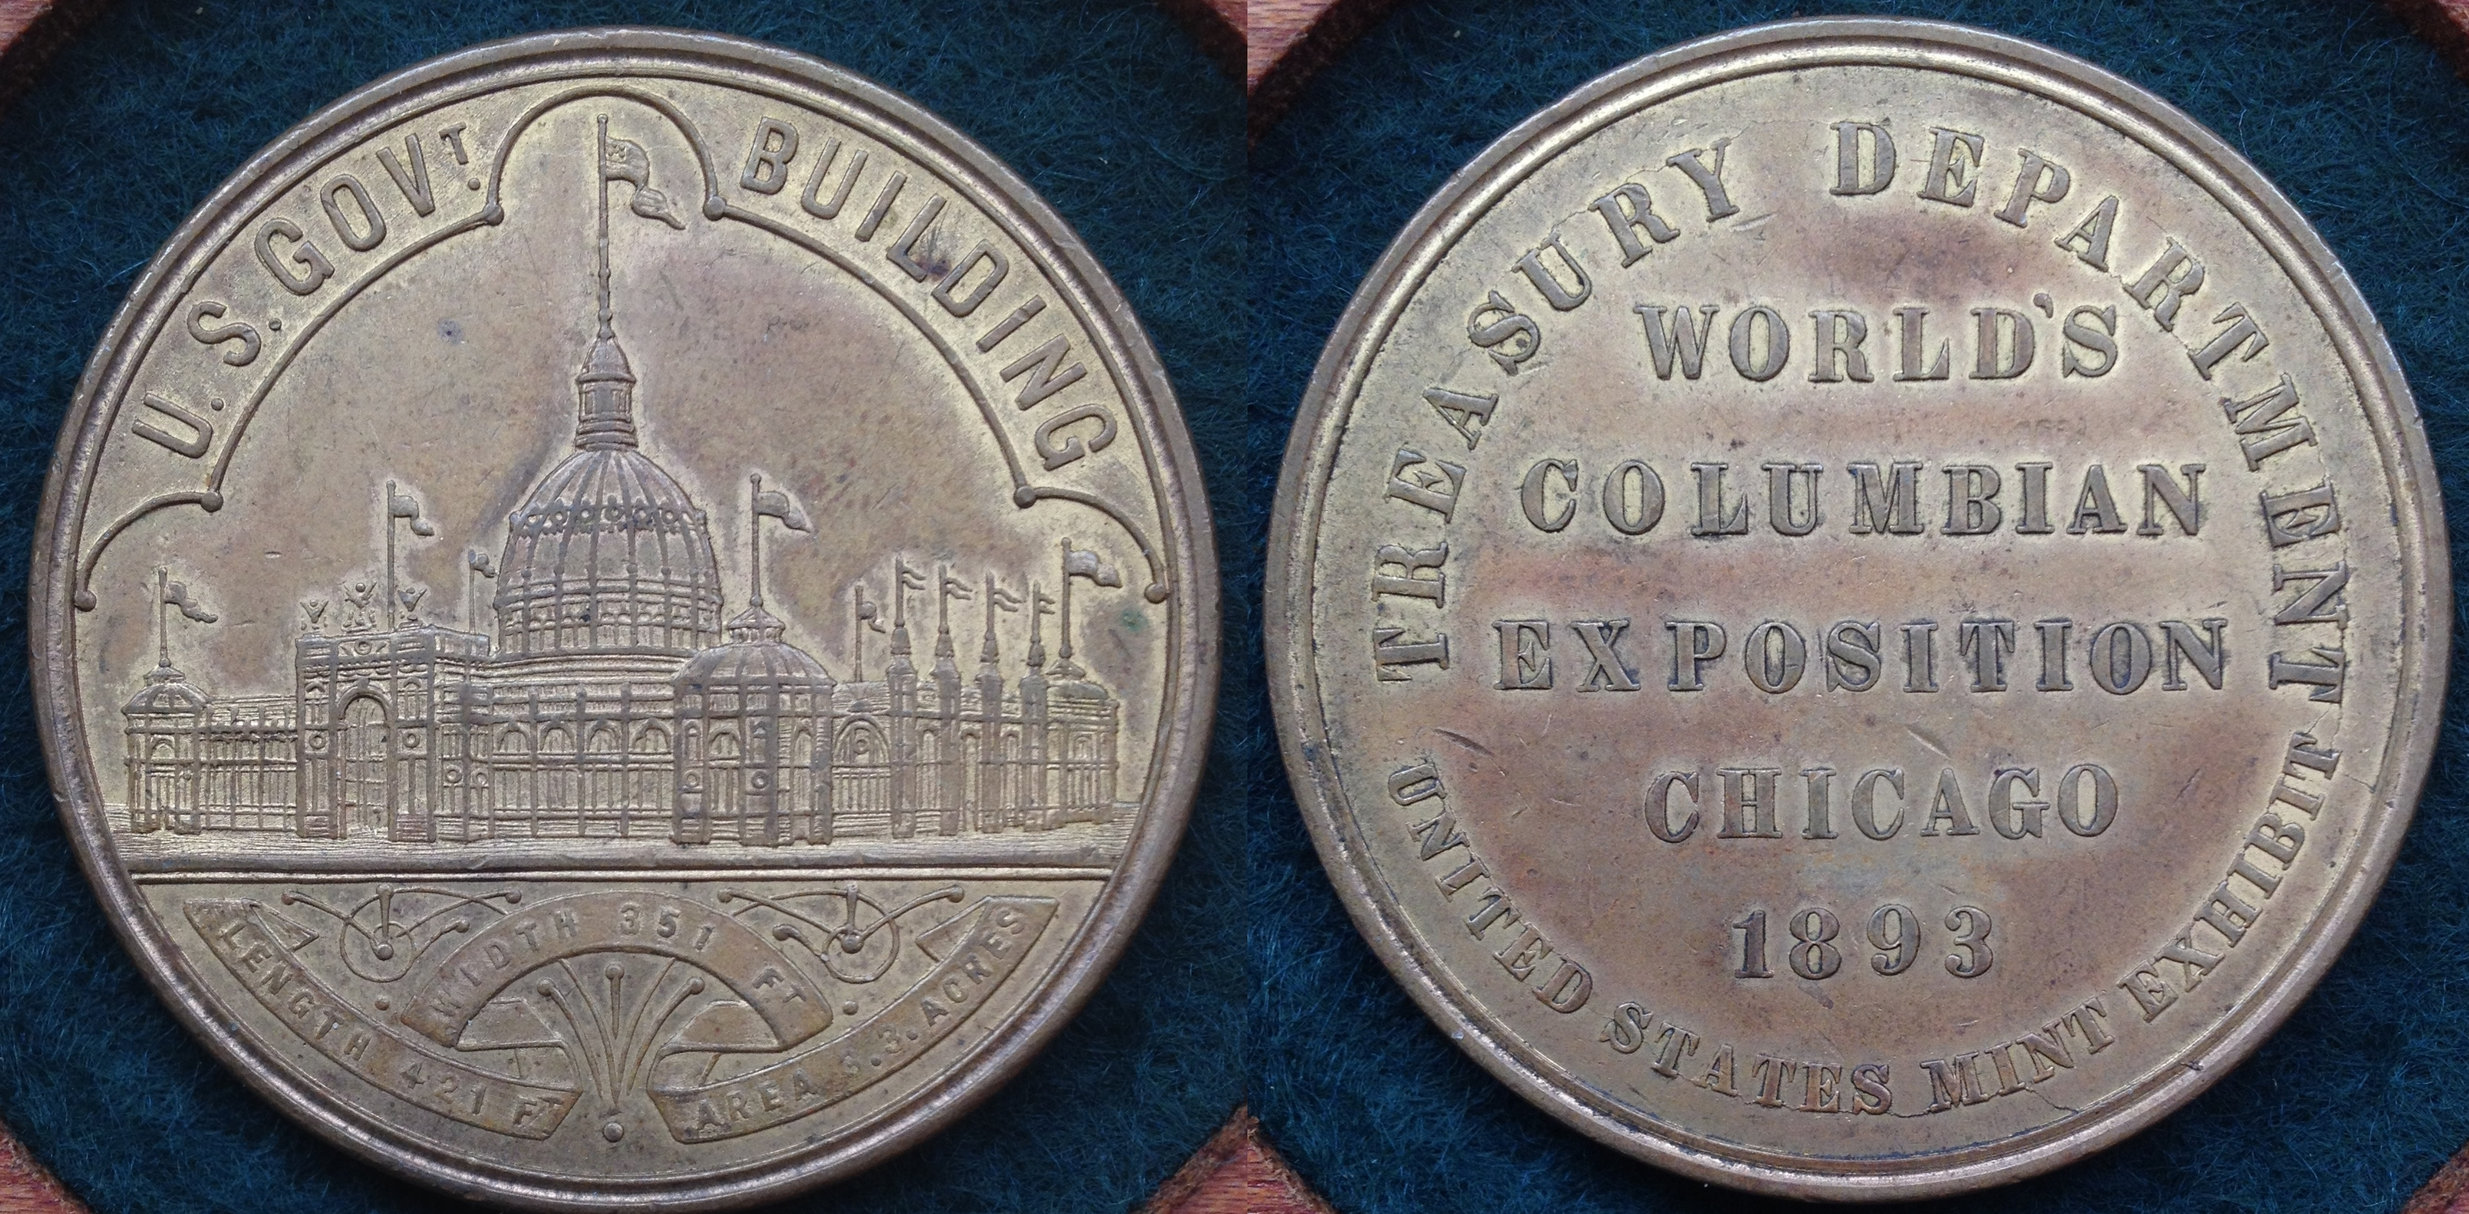 U.S.GOVT. BUILDING
WIDTH 351 FT
LENGTH 421 FT
AREA 3.3. ACRES
TREASURY DEPARTMENT
WORLD'S
COLUMBIAN
EXPOSITION
CHICAGO
1893
UNITED STATES MINT EXHIBIT